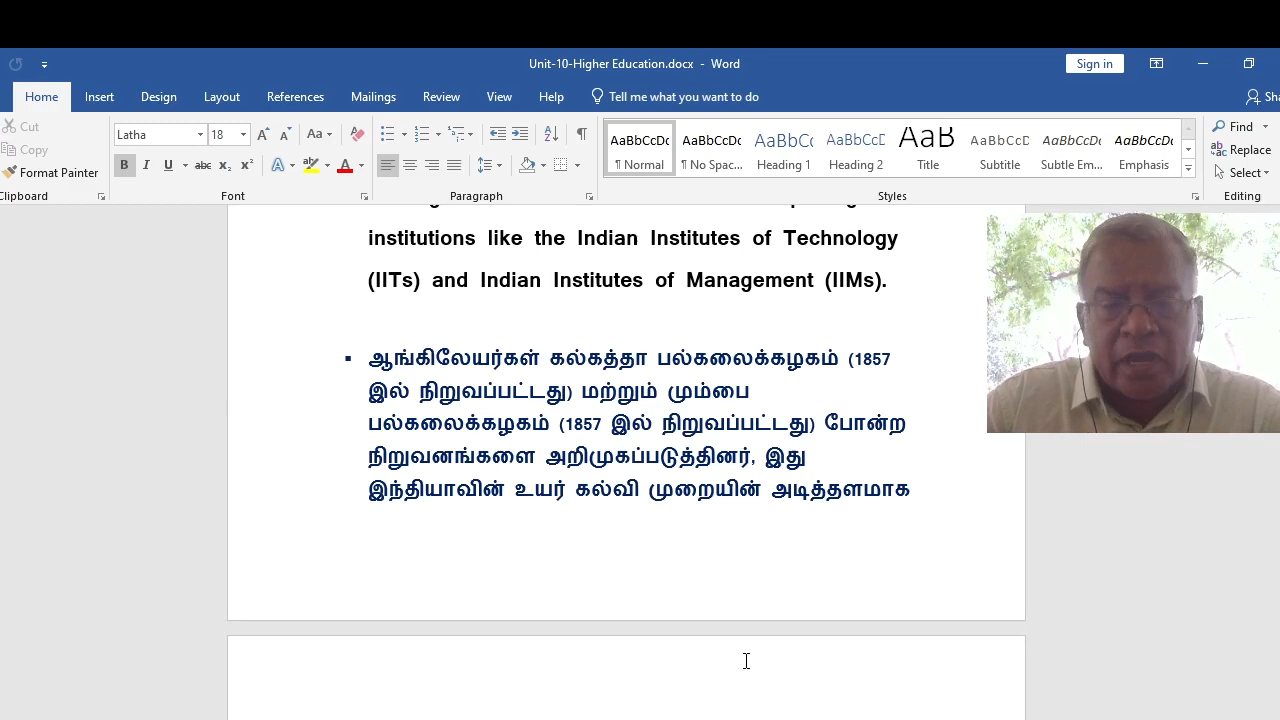 Unit-10-Higher Education.docx - Word
Sign in
Home Insert Design Layout References Mailings Review View Help Tell me what you want to do
Cut
Copy
Format Painter
Latha 18
Aa
B I U abc X₂ X²
AaBbCcDc AaBbCcDc AaBbC AaBbCcD AaB AaBbCcD AaBbCcDc AaBbCcDc
¶ Normal ¶ No Spac... Heading 1 Heading 2 Title Subtitle Subtle Em... Emphasis
Find
Replace
Select
Font Paragraph Styles Editing
institutions like the Indian Institutes of Technology
(IITs) and Indian Institutes of Management (IIMs).
▪ ஆங்கிலேயர்கள் கல்கத்தா பல்கலைக்கழகம் (1857
இல் நிறுவப்பட்டது) மற்றும் மும்பை
பல்கலைக்கழகம் (1857 இல் நிறுவப்பட்டது) போன்ற
நிறுவனங்களை அறிமுகப்படுத்தினர், இது
இந்தியாவின் உயர் கல்வி முறையின் அடித்தளமாக